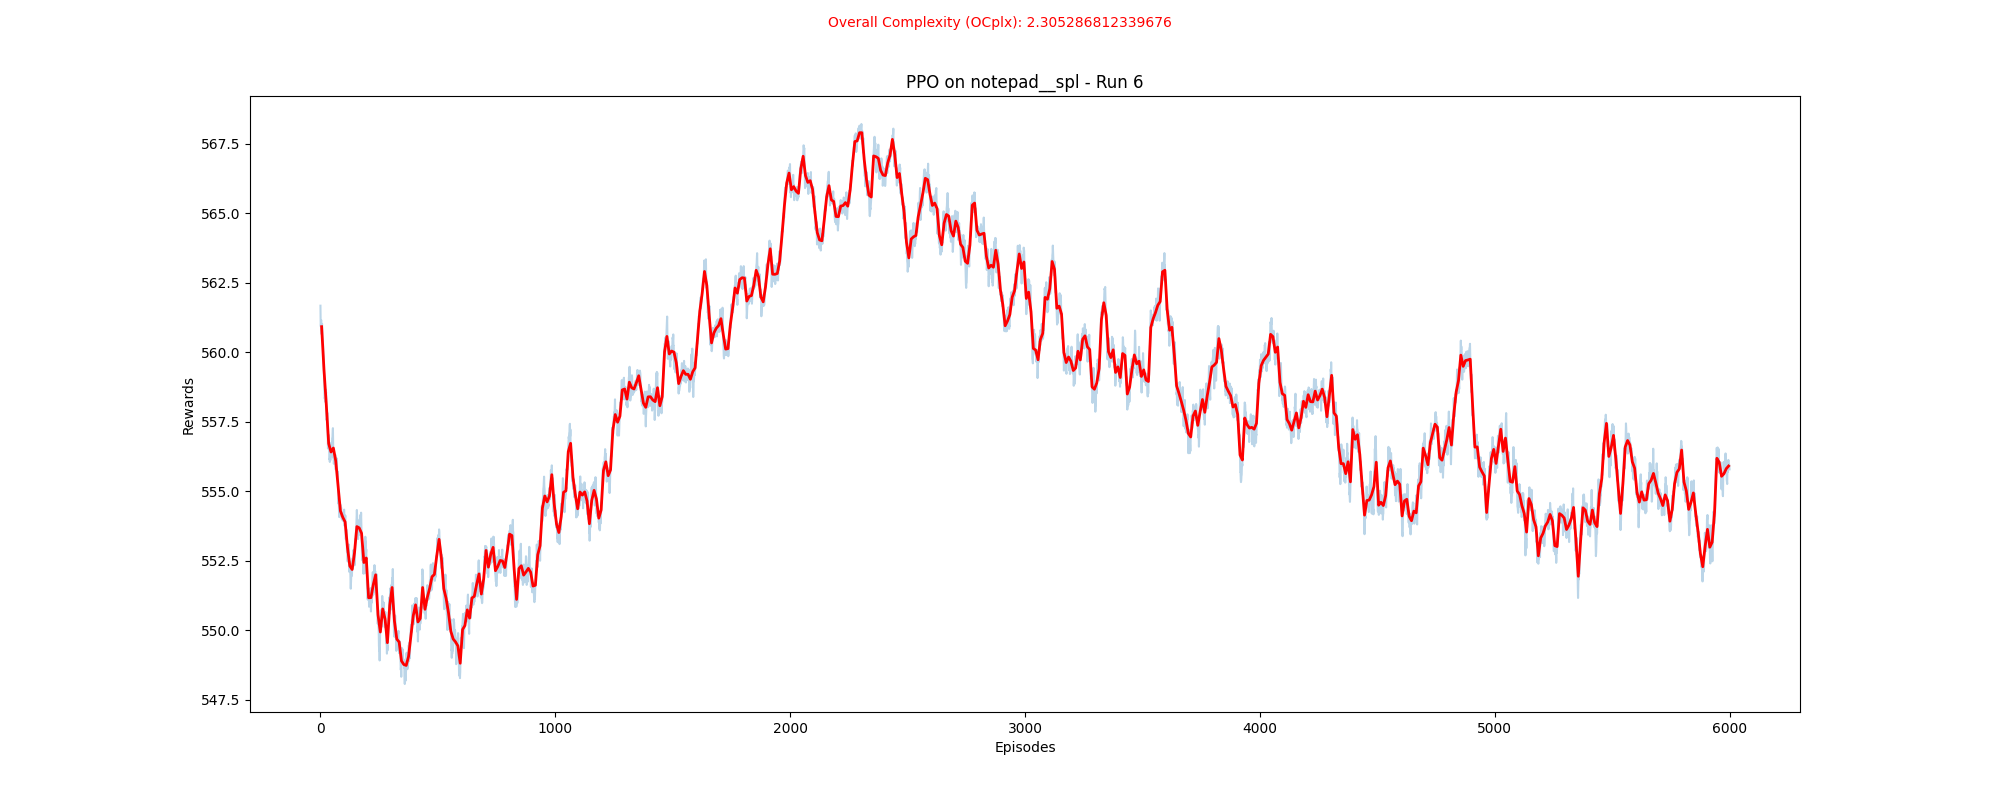 Overall Complexity (OCplx): 2.305286812339676
PPO on notepad__spl - Run 6
567.5
565.0
562.5
560.0
557.5
555.0
552.5
550.0
547.5
Rewards
0 1000 2000 3000 4000 5000 6000
Episodes